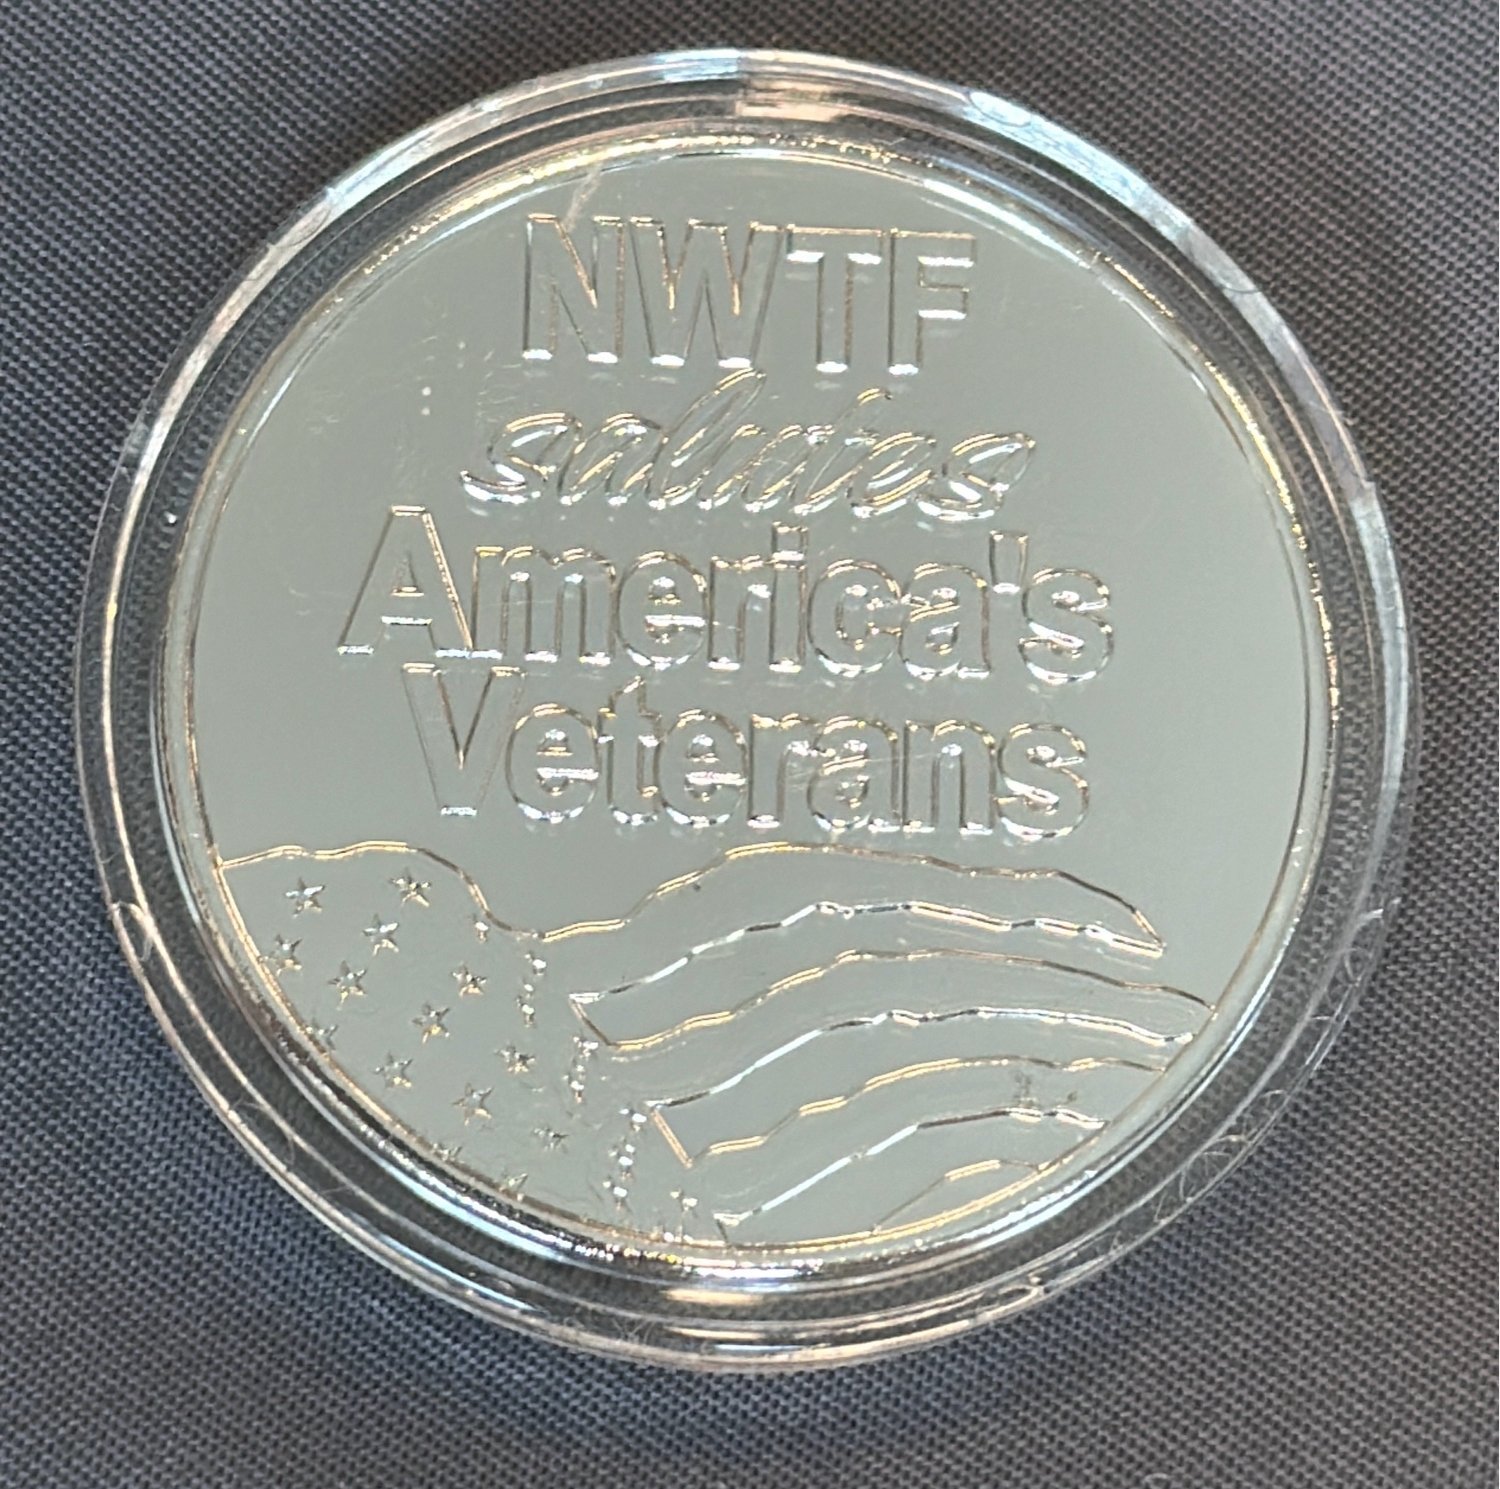 NWTF
salutes
America's
Veterans